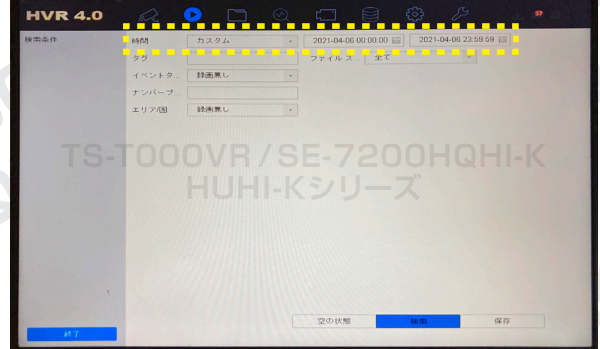 HVR 4.0
検索条件
時間 カスタム 2021-04-06 00:00:00 2021-04-06 23:59:59
タグ ファイルス... 全て
イベントタ... 録画無し
ナンバープ...
エリア/国 録画無し
TS-TOOOVR/SE-7200HQHI-K
HUHI-Kシリーズ
空の状態 検索 保存
終了